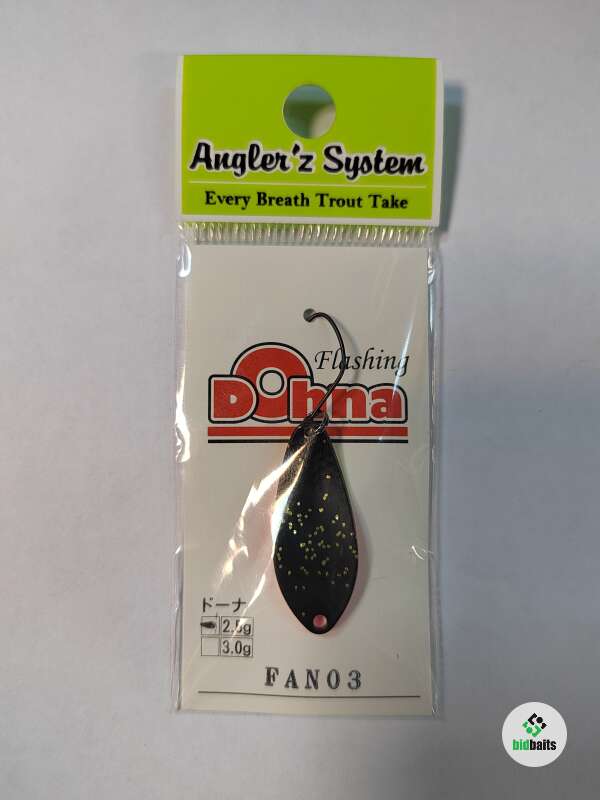 Angler'z System
Every Breath Trout Take
Flashing
Dohna
ドーナ
2.5g
3.0g
FAN03
bidbaits